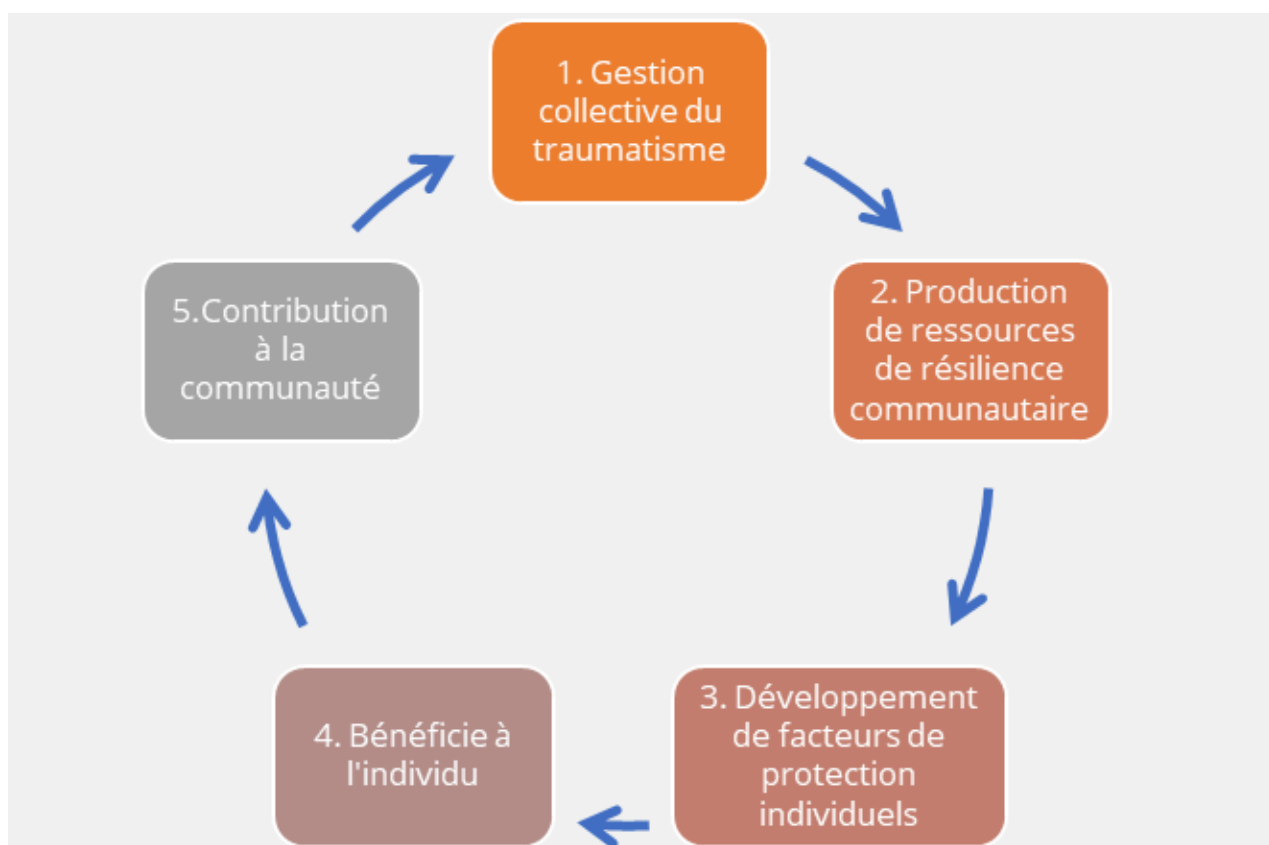 1. Gestion
collective du
traumatisme
2. Production
de ressources
de résilience
communautaire
3. Développement
de facteurs de
protection
individuels
4. Bénéficie à
l'individu
5.Contribution
à la
communauté